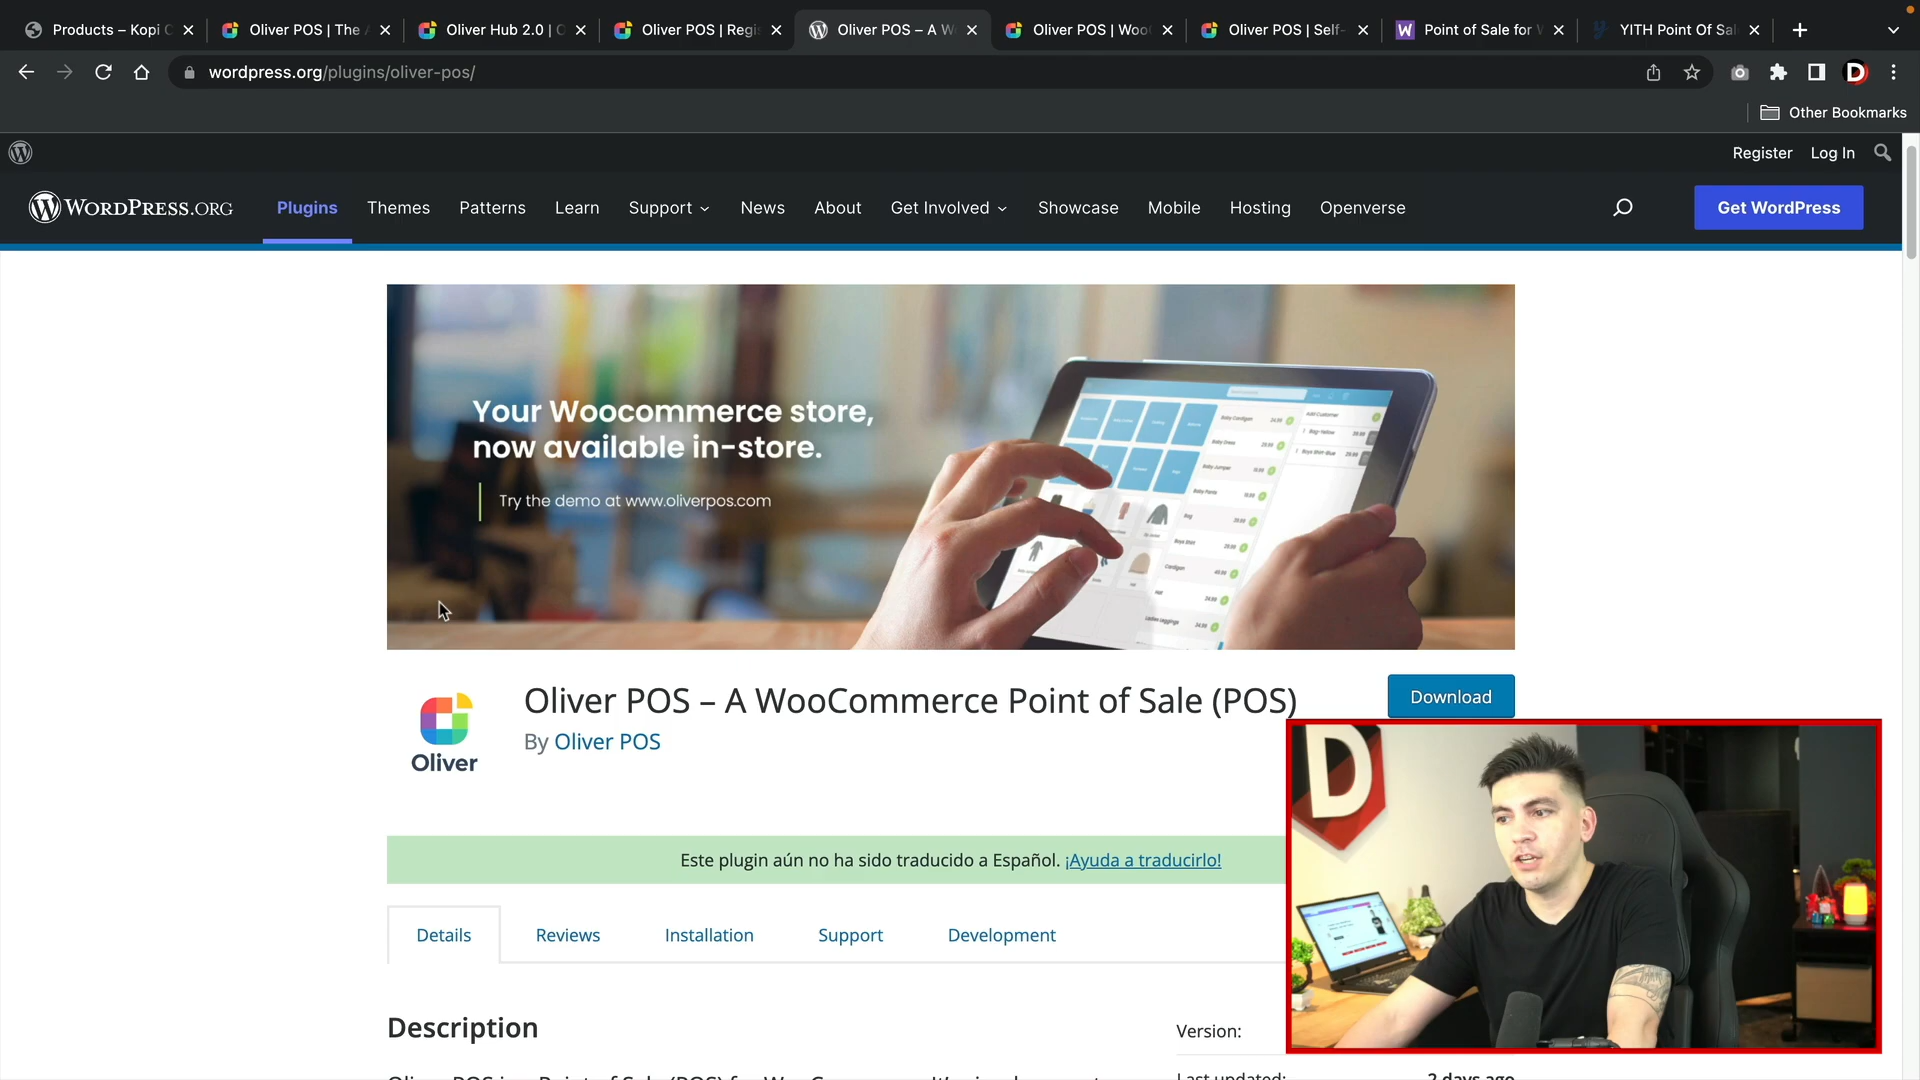 Products – Kopi C
Oliver POS | The A
Oliver Hub 2.0 | O
Oliver POS | Regis
Oliver POS – A W
Oliver POS | Woo
Oliver POS | Self-
Point of Sale for W
YITH Point Of Sal
wordpress.org/plugins/oliver-pos/
Other Bookmarks
Register Log In
WORDPRESS.ORG Plugins Themes Patterns Learn Support News About Get Involved Showcase Mobile Hosting Openverse Get WordPress
Your Woocommerce store,
now available in-store.
Try the demo at www.oliverpos.com
Oliver
Oliver POS – A WooCommerce Point of Sale (POS)
By Oliver POS
Download
Este plugin aún no ha sido traducido a Español. ¡Ayuda a traducirlo!
Details Reviews Installation Support Development
Description
Version:
Last updated: 2 days ago
D